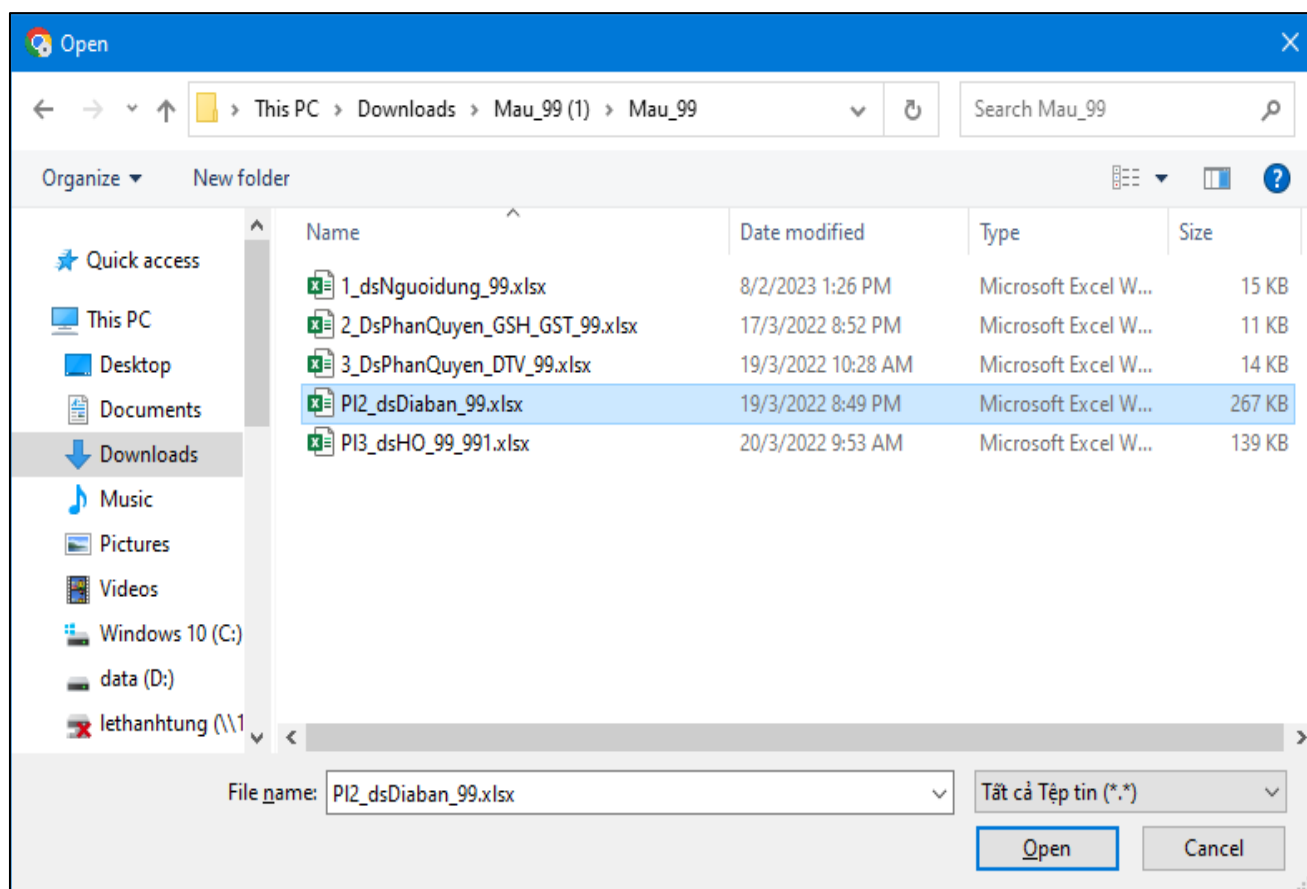 Open
This PC > Downloads > Mau_99 (1) > Mau_99
Search Mau_99
Organize
New folder
Name Date modified Type Size
Quick access
This PC
Desktop
Documents
Downloads
Music
Pictures
Videos
Windows 10 (C:)
data (D:)
lethanhtung (\\1
1_dsNguoidung_99.xlsx 8/2/2023 1:26 PM Microsoft Excel W... 15 KB
2_DsPhanQuyen_GSH_GST_99.xlsx 17/3/2022 8:52 PM Microsoft Excel W... 11 KB
3_DsPhanQuyen_DTV_99.xlsx 19/3/2022 10:28 AM Microsoft Excel W... 14 KB
PI2_dsDiaban_99.xlsx 19/3/2022 8:49 PM Microsoft Excel W... 267 KB
PI3_dsHO_99_991.xlsx 20/3/2022 9:53 AM Microsoft Excel W... 139 KB
File name: PI2_dsDiaban_99.xlsx
Tất cả Tệp tin (*.*)
Open
Cancel